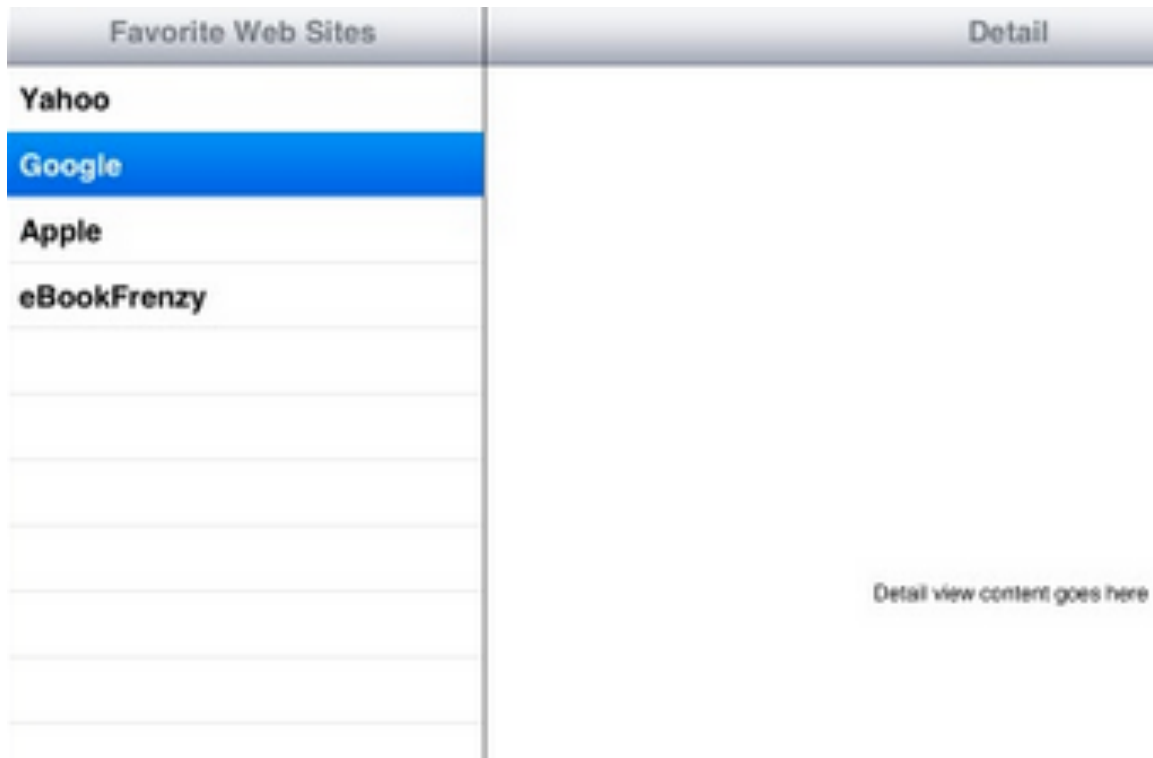 Favorite Web Sites
Detail
Yahoo
Google
Apple
eBookFrenzy
Detail view content goes here